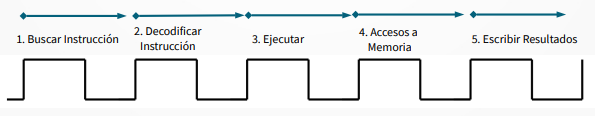 1. Buscar Instrucción
2. Decodificar
Instrucción
3. Ejecutar
4. Accesos a
Memoria
5. Escribir Resultados